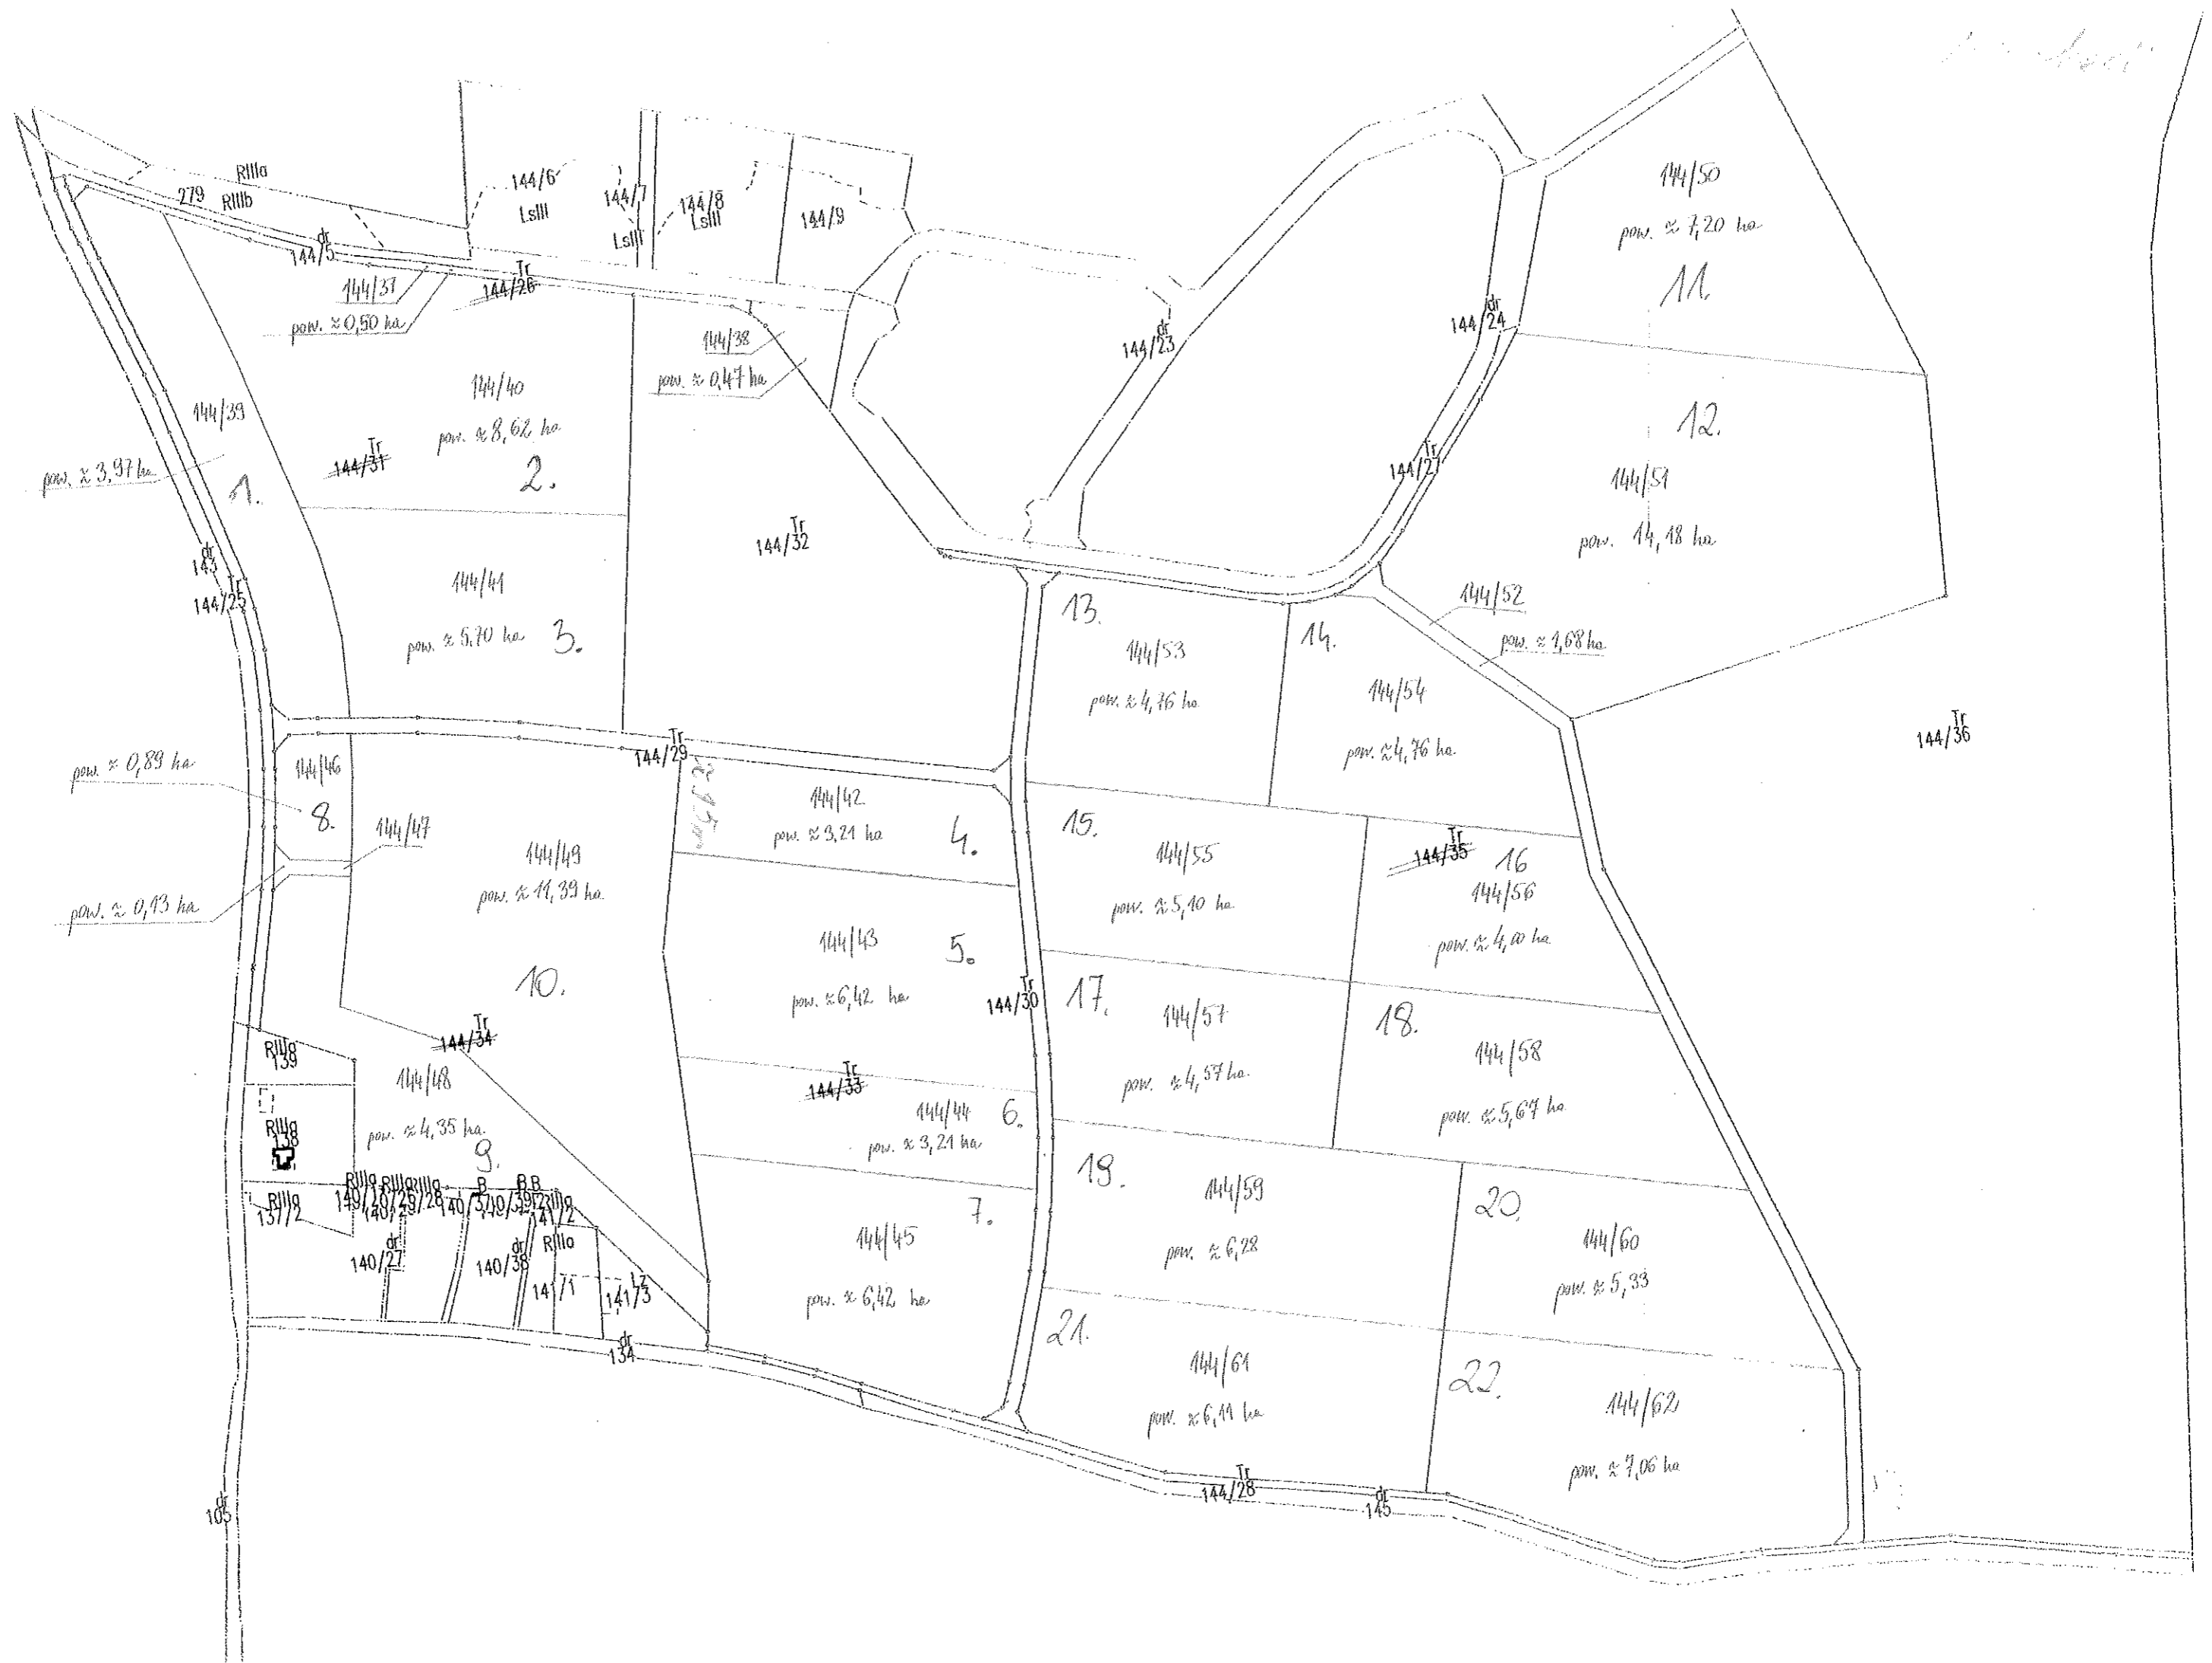 RIIIa
279
RIIIb
144/6
LsIII
144/7
LsIII
144/8
LsIII
144/9
dr
144/5
Tr
144/26
144/37
pow. ≈ 0,50 ha
144/38
pow. ≈ 0,47 ha
dr
144/23
dr
144/24
144/50
pow. ≈ 7,20 ha
11.
144/39
pow. ≈ 3,97 ha
1.
144/40
pow. ≈ 8,62 ha
Tr
144/31
2.
Tr
144/32
Tr
144/27
12.
144/51
pow. 14,18 ha
dr
143
Tr
144/25
144/41
pow. ≈ 5,70 ha
3.
13.
144/53
pow. ≈ 4,76 ha
14.
144/54
pow. ≈ 4,76 ha
144/52
pow. ≈ 1,68 ha
Tr
144/36
Tr
144/29
pow. ≈ 0,89 ha
144/46
8.
144/47
pow. ≈ 0,13 ha
144/49
pow. ≈ 11,39 ha
10.
144/42
pow. ≈ 3,21 ha
4.
15.
144/55
pow. ≈ 5,10 ha
Tr
144/35
16
144/56
pow. ≈ 4,00 ha
144/43
5.
pow. ≈ 6,42 ha
Tr
144/30
17.
144/57
pow. ≈ 4,57 ha
18.
144/58
pow. ≈ 5,67 ha
Tr
144/34
RIIIa
139
RIIIa
138
144/48
pow. ≈ 4,35 ha
9.
Tr
144/33
144/44
6.
pow. ≈ 3,21 ha
19.
144/59
pow. ≈ 6,28
20.
144/60
pow. ≈ 5,33
RIIIa
137/2
B
B
B
141/2
dr
140/27
dr
140/38
RIIIa
141/1
Lz
141/3
7.
144/45
pow. ≈ 6,42 ha
21.
144/61
pow. ≈ 6,11 ha
22.
144/62
pow. ≈ 7,06 ha
dr
134
Tr
144/28
dr
145
dr
105